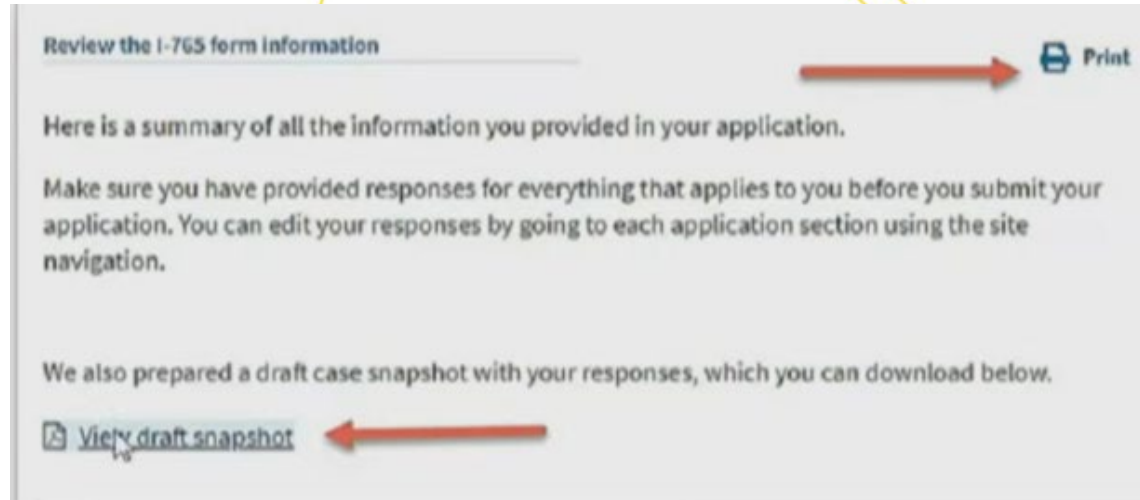 Review the I-765 form information
Print
Here is a summary of all the information you provided in your application.
Make sure you have provided responses for everything that applies to you before you submit your
application. You can edit your responses by going to each application section using the site
navigation.
We also prepared a draft case snapshot with your responses, which you can download below.
View draft snapshot